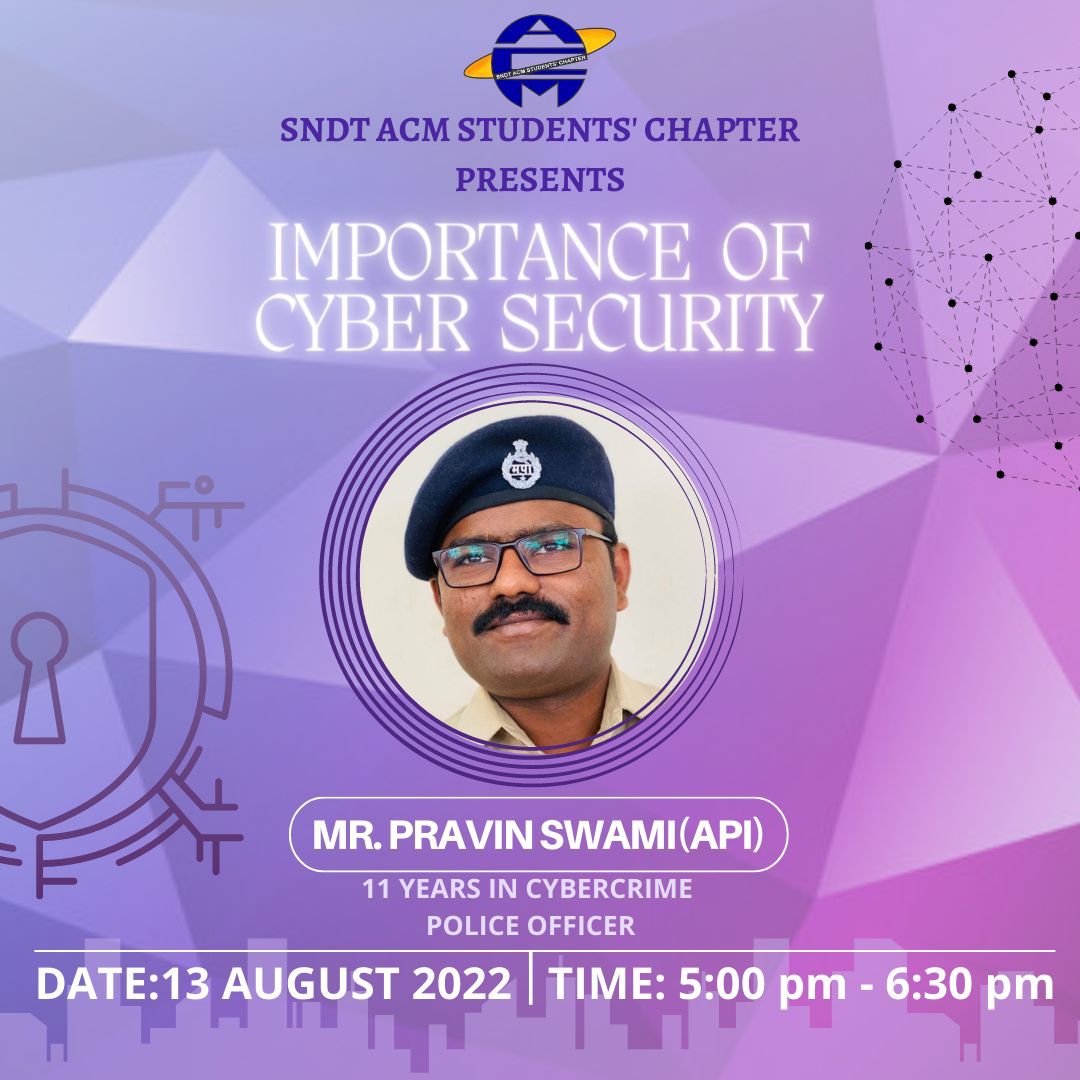 SNDT ACM STUDENTS' CHAPTER
SNDT ACM STUDENTS' CHAPTER
PRESENTS
IMPORTANCE OF
CYBER SECURITY
मपो
MR. PRAVIN SWAMI(API)
11 YEARS IN CYBERCRIME
POLICE OFFICER
DATE:13 AUGUST 2022
TIME: 5:00 pm - 6:30 pm